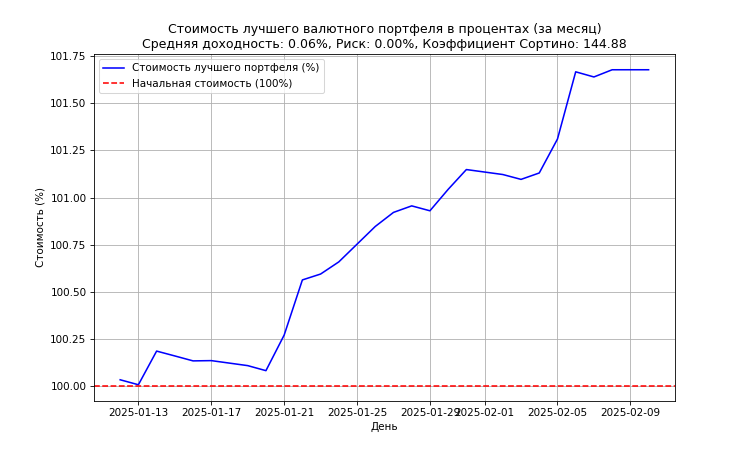 Стоимость лучшего валютного портфеля в процентах (за месяц)
Средняя доходность: 0.06%, Риск: 0.00%, Коэффициент Сортино: 144.88
Стоимость лучшего портфеля (%)
Начальная стоимость (100%)
Стоимость (%)
101.75
101.50
101.25
101.00
100.75
100.50
100.25
100.00
2025-01-13 2025-01-17 2025-01-21 2025-01-25 2025-01-29 2025-02-01 2025-02-05 2025-02-09
День